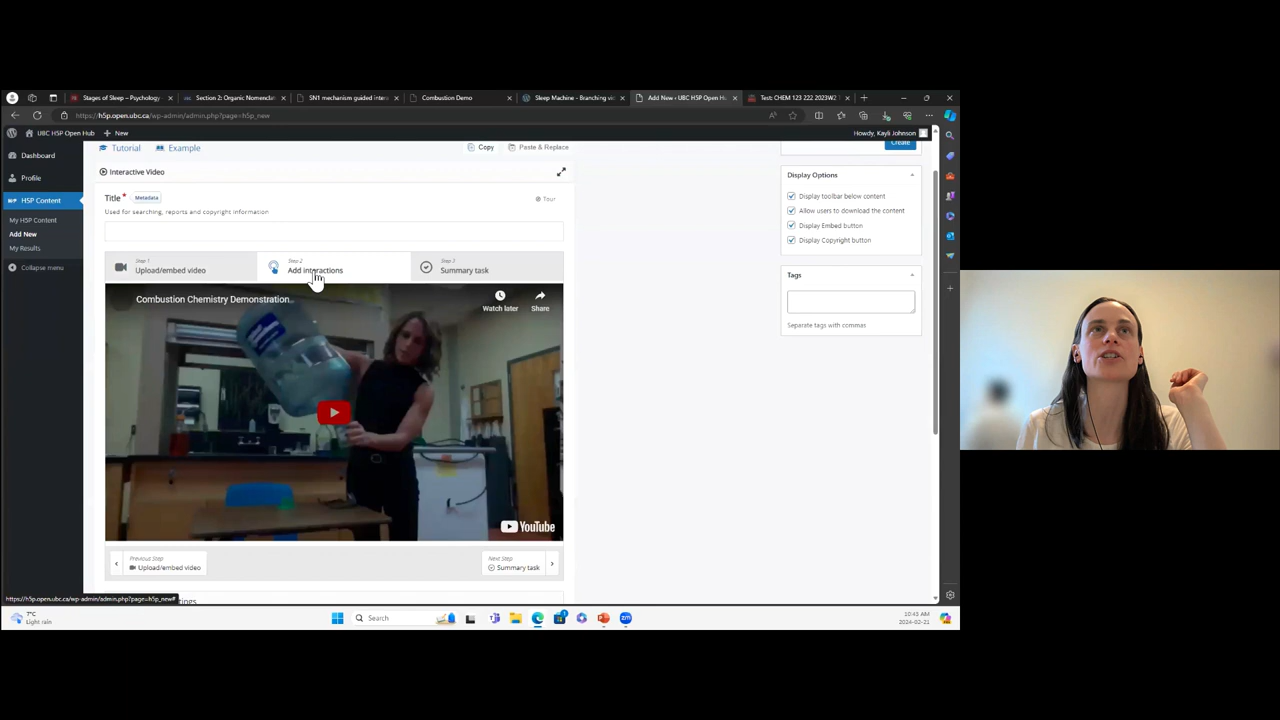 Stages of Sleep – Psychology
Section 2: Organic Nomencla
SN1 mechanism guided inter
Combustion Demo
Sleep Machine - Branching vi
Add New ‹ UBC H5P Open Hu
Test: CHEM 123 222 2023W2
https://h5p.open.ubc.ca/wp-admin/admin.php?page=h5p_new
UBC H5P Open Hub
New
Howdy, Kayli Johnson
Dashboard
Profile
H5P Content
My H5P Content
Add New
My Results
Collapse menu
Tutorial
Example
Copy
Paste & Replace
Create
Interactive Video
Title *
Metadata
Tour
Used for searching, reports and copyright information
Step 1
Upload/embed video
Step 2
Add interactions
Step 3
Summary task
Combustion Chemistry Demonstration
Watch later
Share
YouTube
Previous Step
Upload/embed video
Next Step
Summary task
Display Options
Display toolbar below content
Allow users to download the content
Display Embed button
Display Copyright button
Tags
Separate tags with commas
https://h5p.open.ubc.ca/wp-admin/admin.php?page=h5p_new#
7°C
Light rain
Search
10:43 AM
2024-02-21